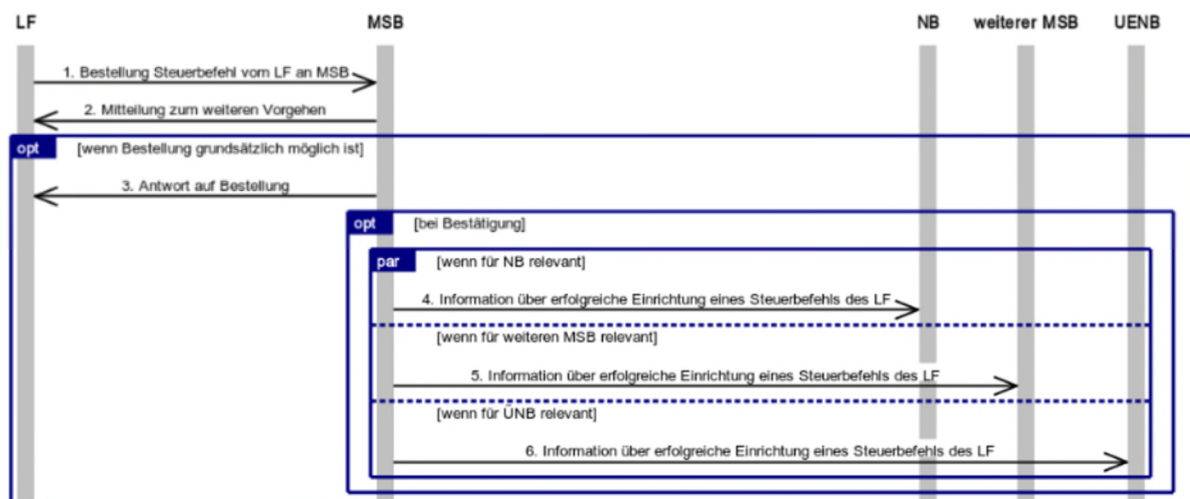 LF MSB NB weiterer MSB UENB
1. Bestellung Steuerbefehl vom LF an MSB
2. Mitteilung zum weiteren Vorgehen
opt [wenn Bestellung grundsätzlich möglich ist]
3. Antwort auf Bestellung
opt [bei Bestätigung]
par [wenn für NB relevant]
4. Information über erfolgreiche Einrichtung eines Steuerbefehls des LF
[wenn für weiteren MSB relevant]
5. Information über erfolgreiche Einrichtung eines Steuerbefehls des LF
[wenn für ÜNB relevant]
6. Information über erfolgreiche Einrichtung eines Steuerbefehls des LF